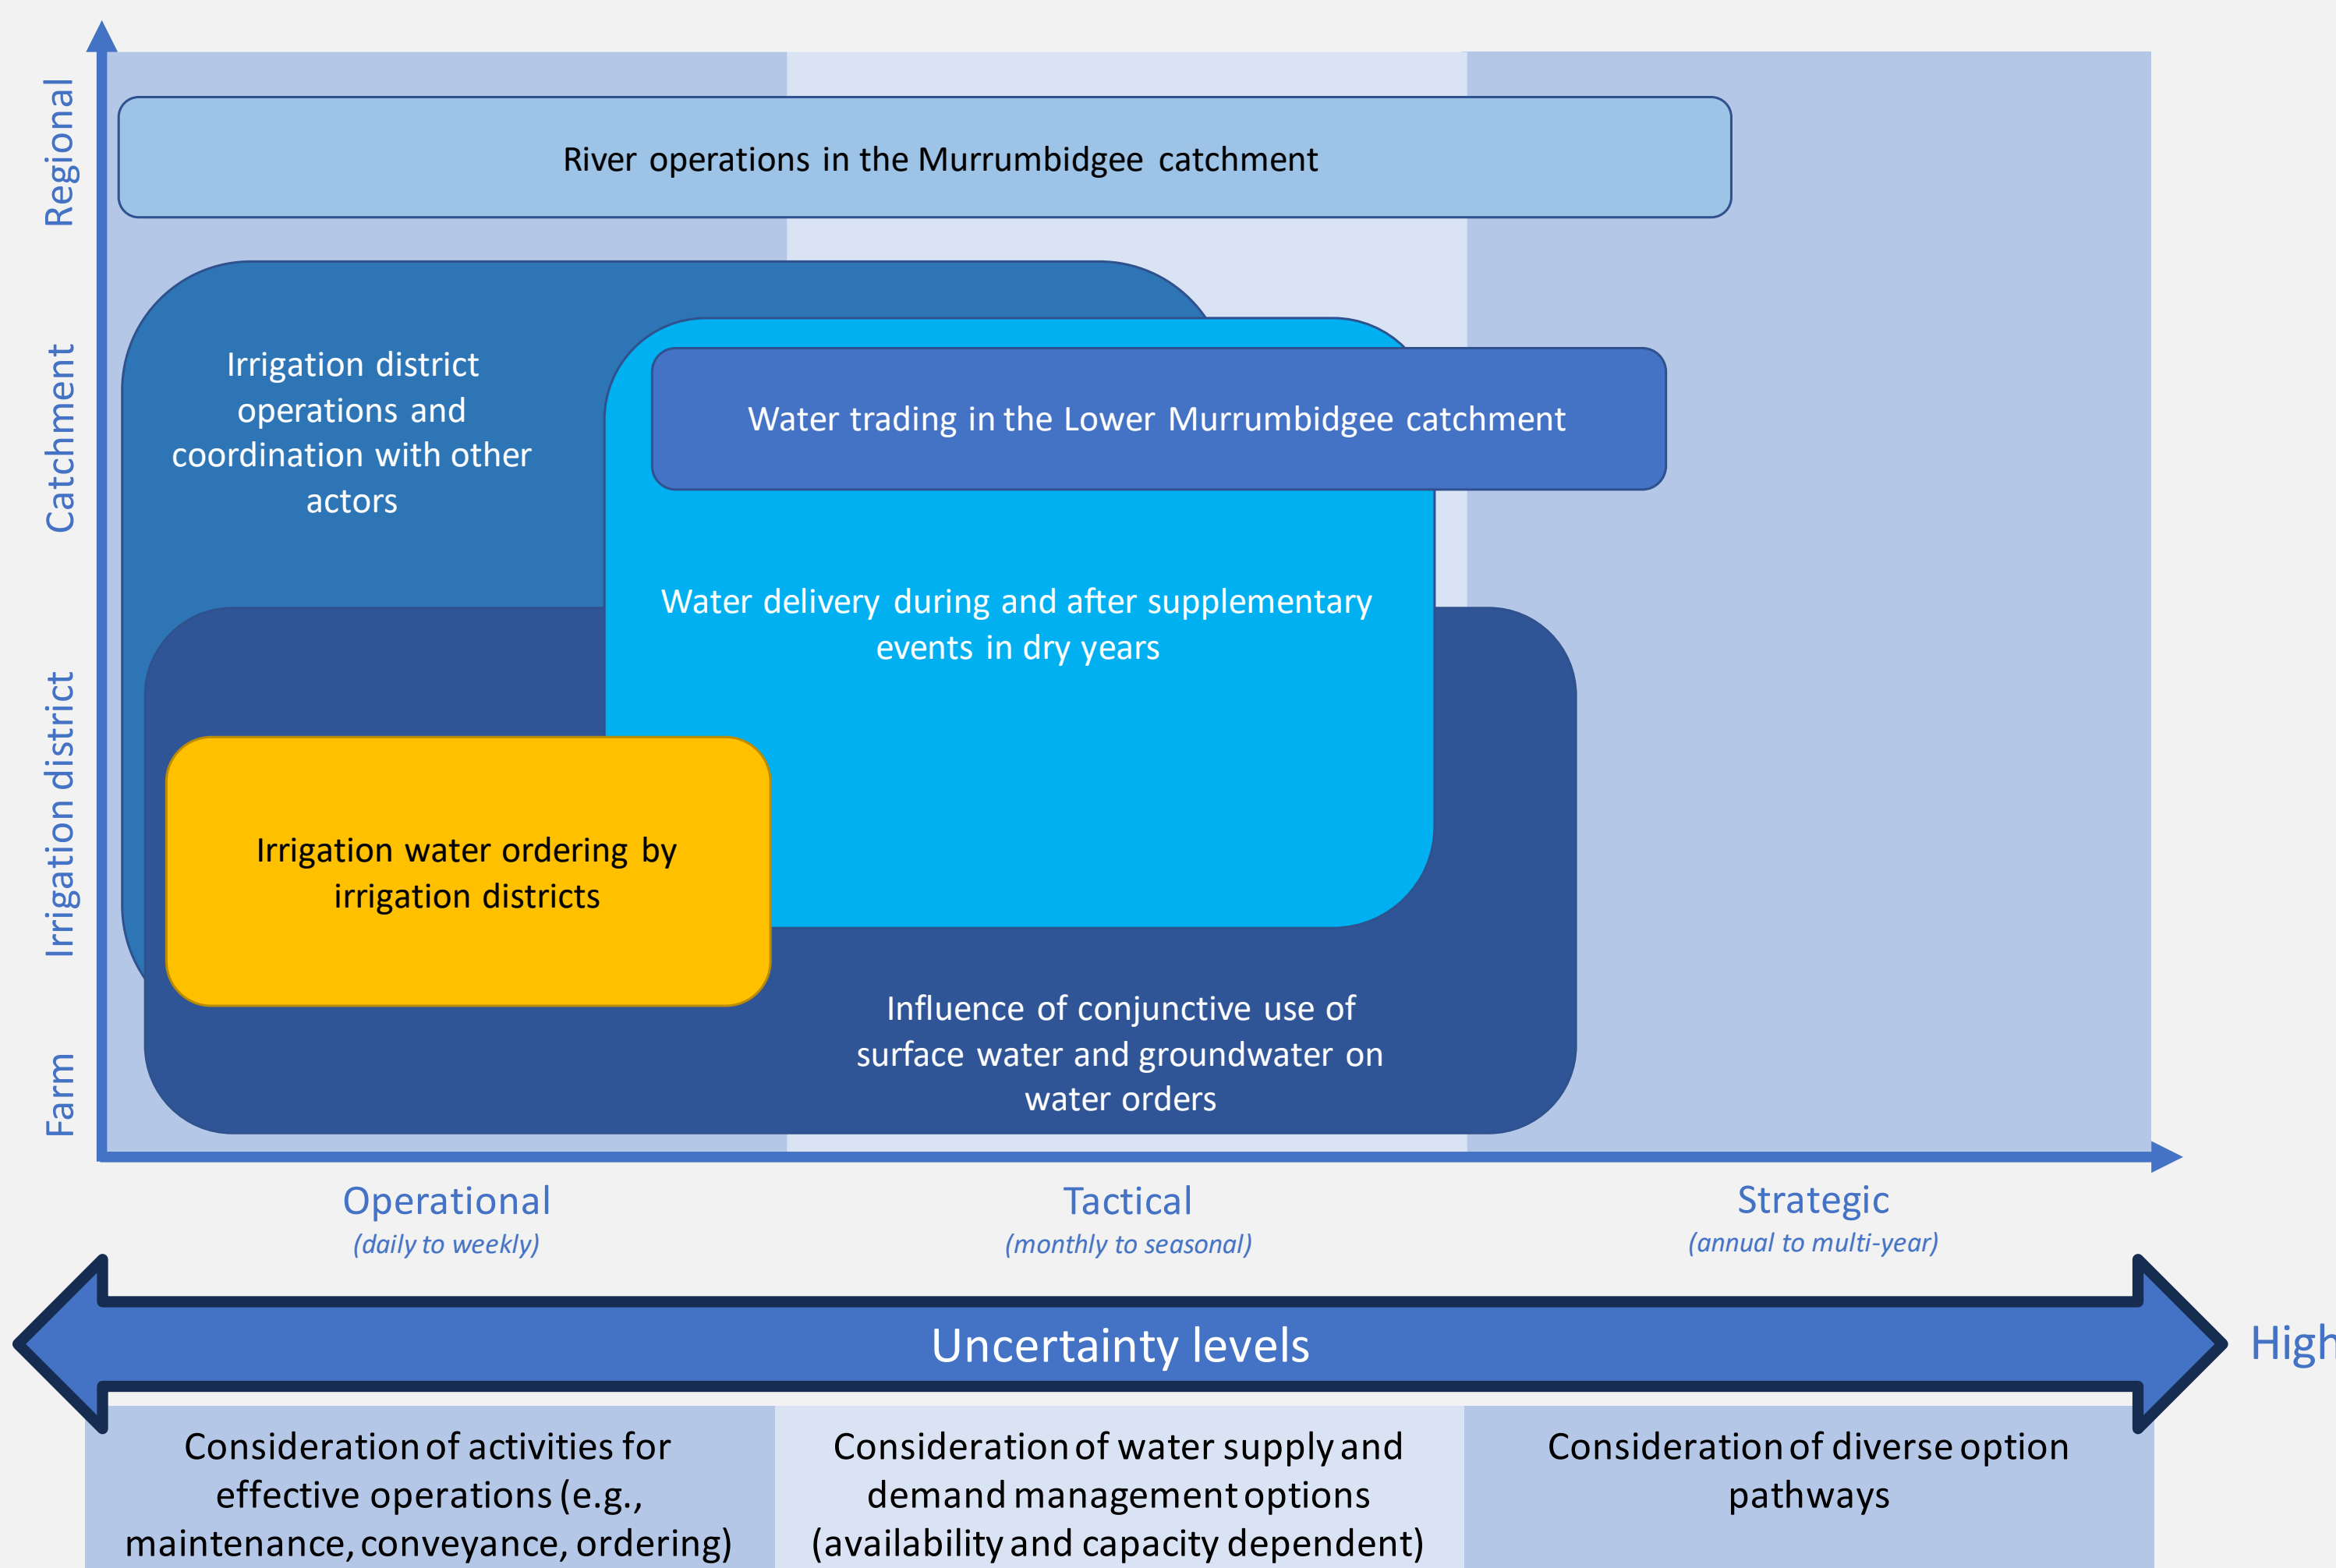 Regional
River operations in the Murrumbidgee catchment
Catchment
Irrigation district
operations and
coordination with other
actors
Water trading in the Lower Murrumbidgee catchment
Water delivery during and after supplementary
events in dry years
Irrigation district
Irrigation water ordering by
irrigation districts
Influence of conjunctive use of
surface water and groundwater on
water orders
Farm
Operational
(daily to weekly)
Tactical
(monthly to seasonal)
Strategic
(annual to multi-year)
Uncertainty levels
High
Consideration of activities for
effective operations (e.g.,
maintenance, conveyance, ordering)
Consideration of water supply and
demand management options
(availability and capacity dependent)
Consideration of diverse option
pathways